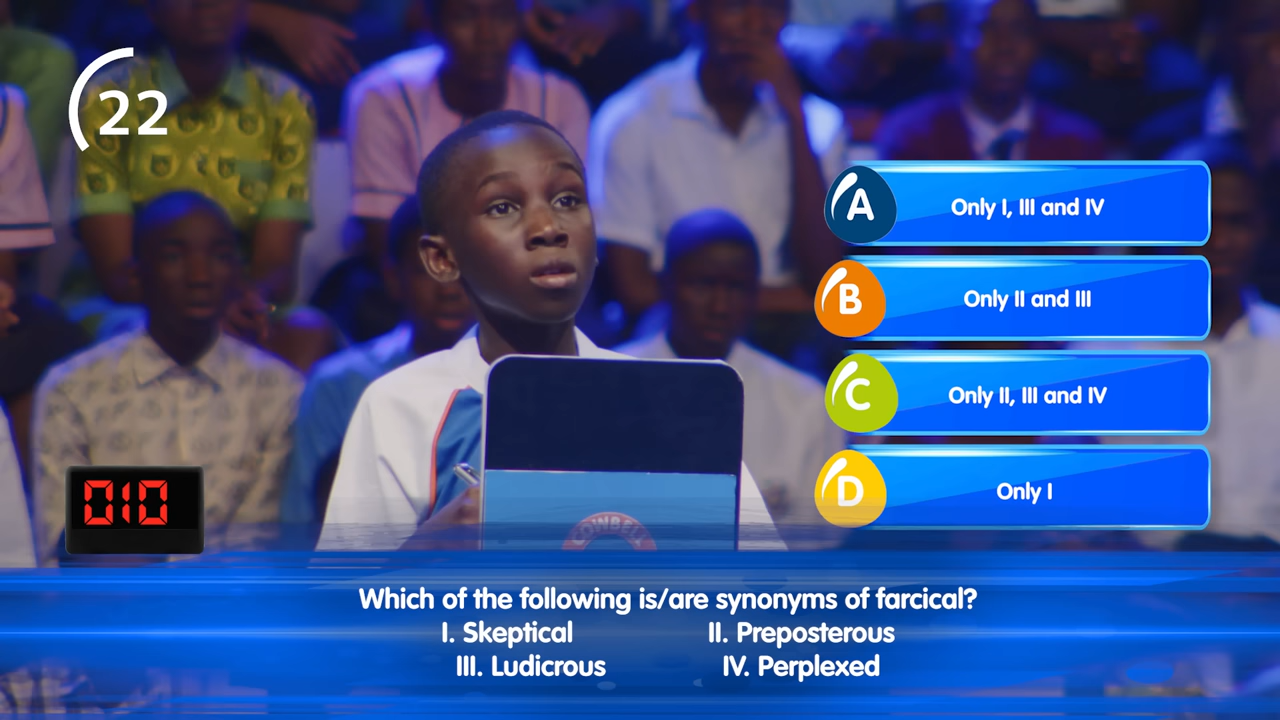 22
A Only I, III and IV
B Only II and III
C Only II, III and IV
D Only I
010
COWBELL
Which of the following is/are synonyms of farcical?
I. Skeptical II. Preposterous
III. Ludicrous IV. Perplexed